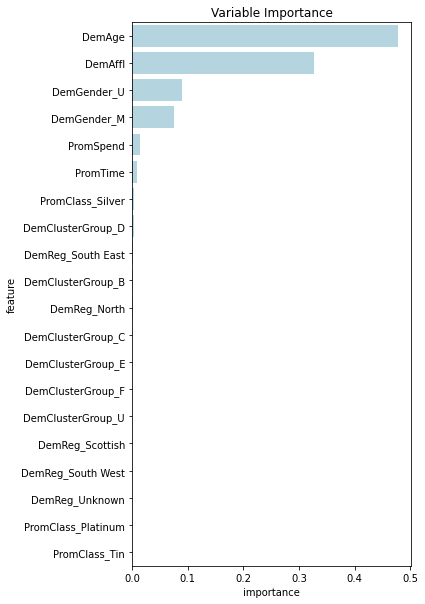 Variable Importance
DemAge
DemAffl
DemGender_U
DemGender_M
PromSpend
PromTime
PromClass_Silver
DemClusterGroup_D
DemReg_South East
DemClusterGroup_B
DemReg_North
DemClusterGroup_C
DemClusterGroup_E
DemClusterGroup_F
DemClusterGroup_U
DemReg_Scottish
DemReg_South West
DemReg_Unknown
PromClass_Platinum
PromClass_Tin
feature
0.0 0.1 0.2 0.3 0.4 0.5
importance